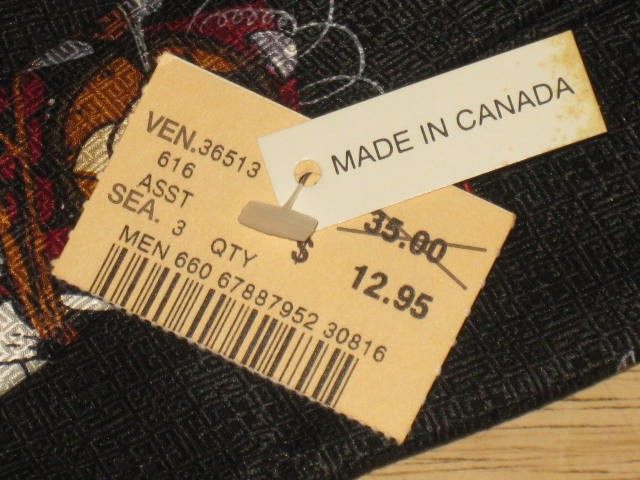 MADE IN CANADA
VEN.36513
616
ASST
SEA. 3 QTY
$ 35.00
12.95
MEN 660 67887952 30816